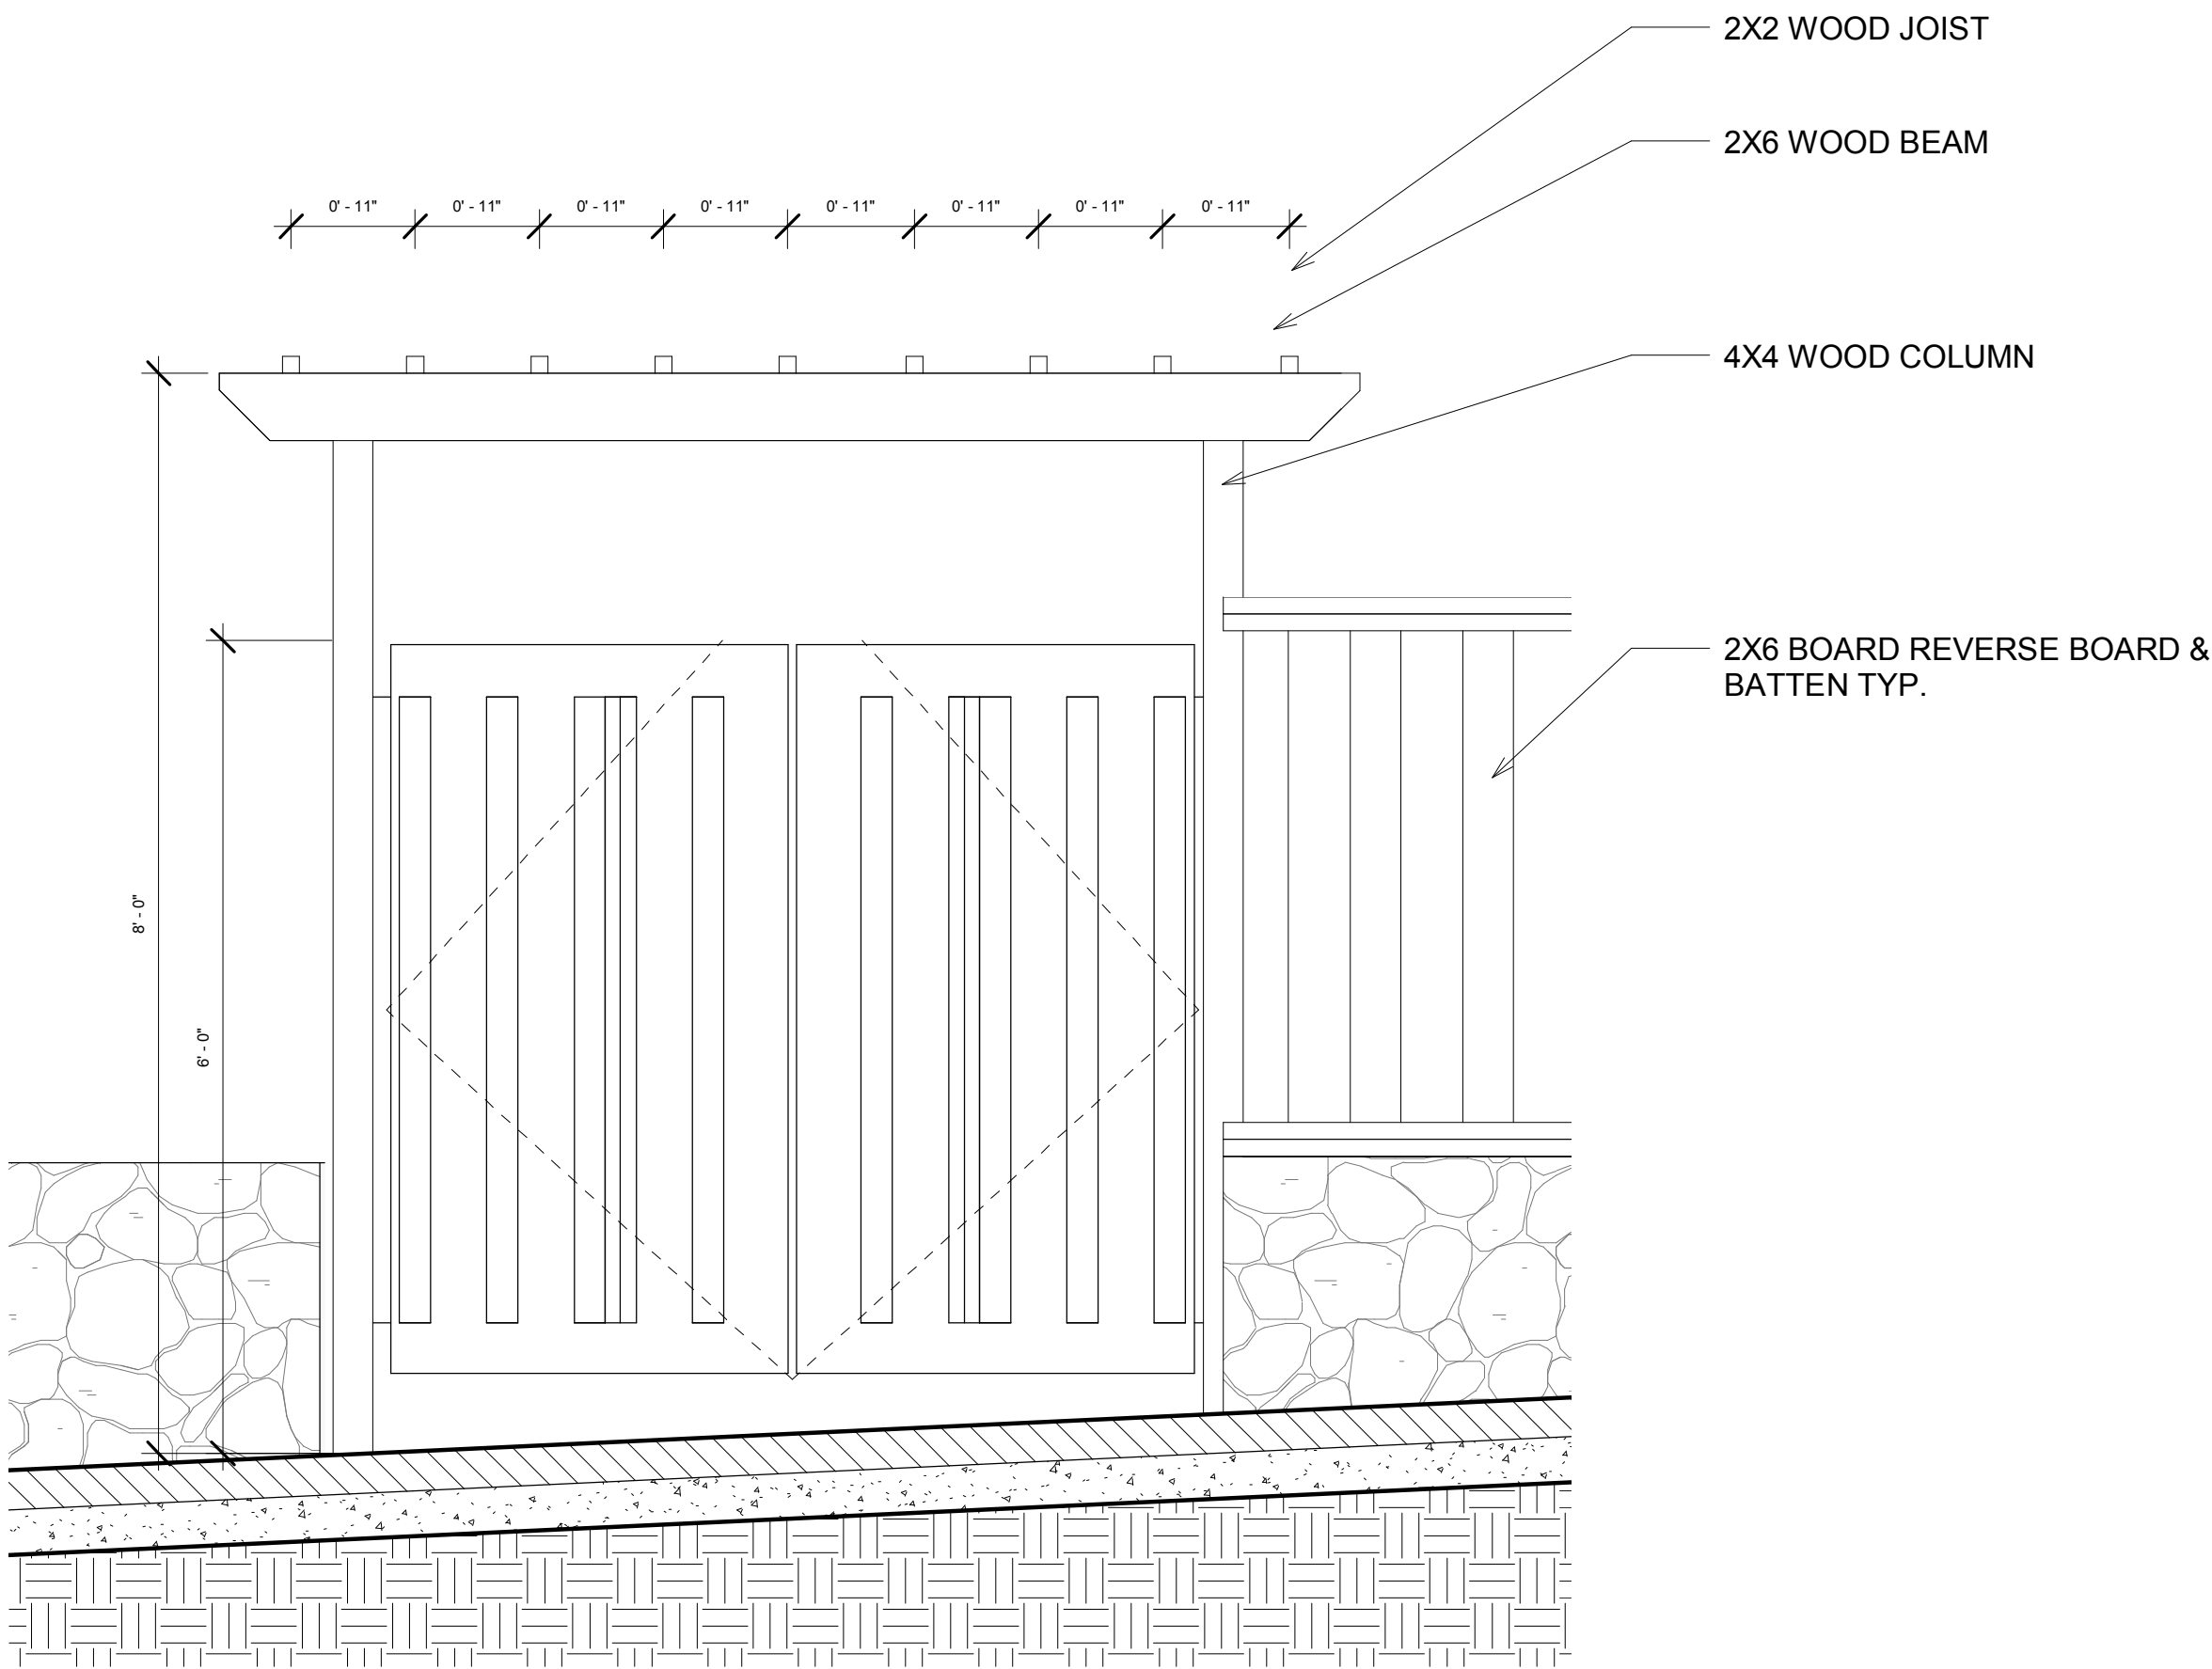 2X2 WOOD JOIST
2X6 WOOD BEAM
0' - 11" 0' - 11" 0' - 11" 0' - 11" 0' - 11" 0' - 11" 0' - 11" 0' - 11"
4X4 WOOD COLUMN
2X6 BOARD REVERSE BOARD &
BATTEN TYP.
8' - 0"
6' - 0"